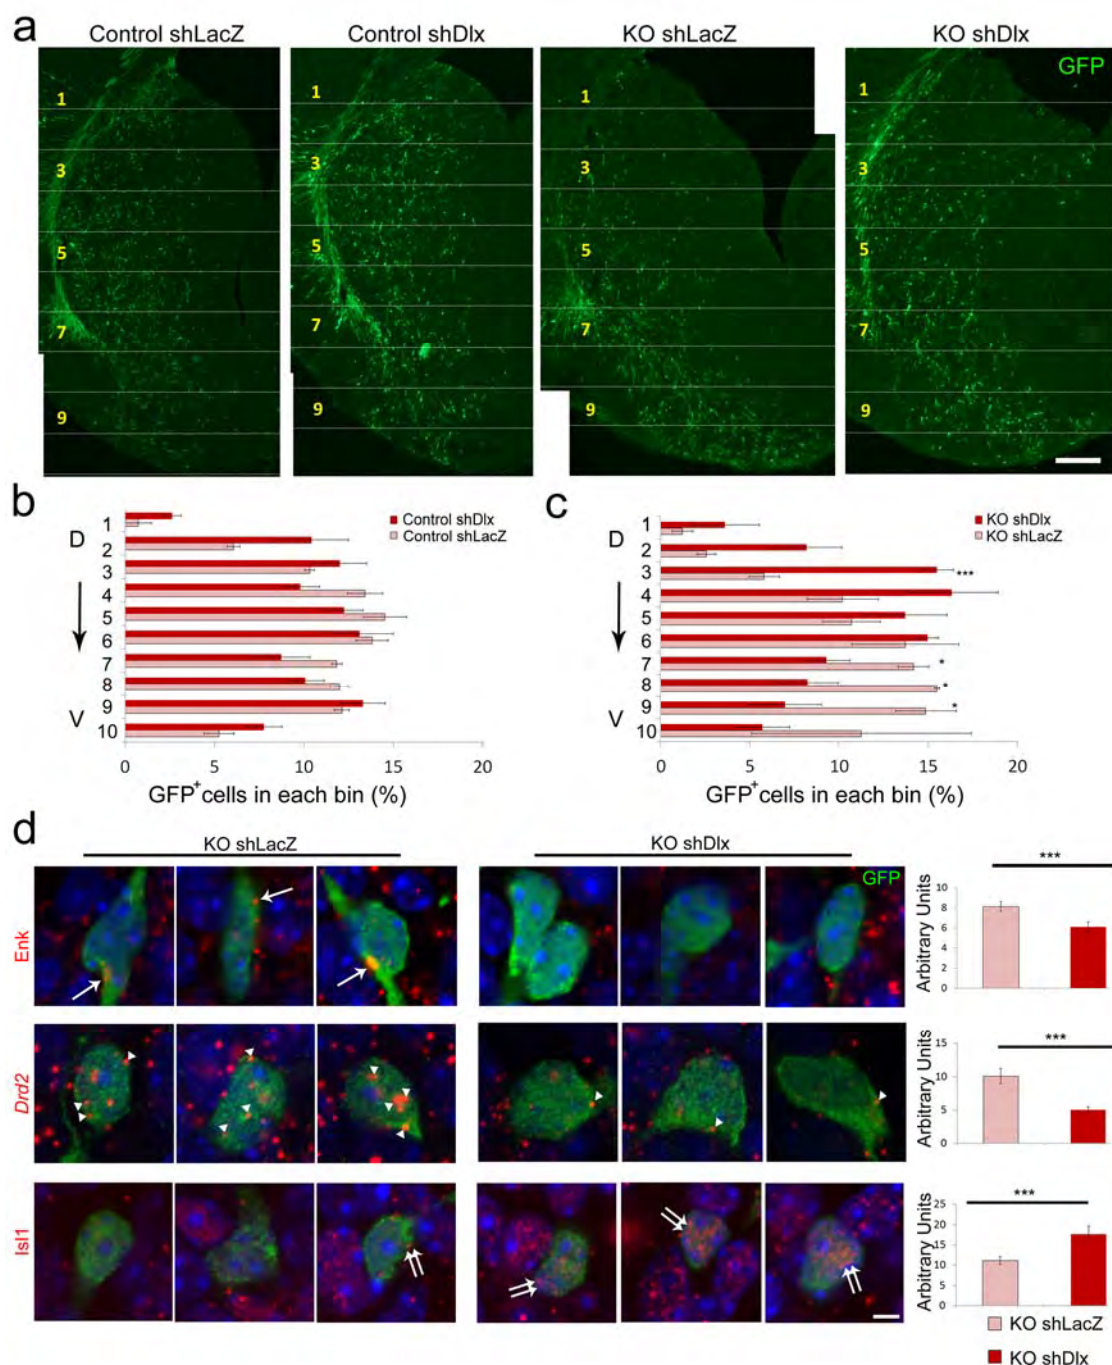 a
Control shLacZ
Control shDlx
KO shLacZ
KO shDlx
GFP
1
3
5
7
9
1
3
5
7
9
1
3
5
7
9
1
3
5
7
9
b
D
V
1
2
3
4
5
6
7
8
9
10
Control shDlx
Control shLacZ
0 5 10 15 20
GFP+cells in each bin (%)
c
D
V
1
2
3
4
5
6
7
8
9
10
KO shDlx
KO shLacZ
***
*
*
*
0 5 10 15 20
GFP+cells in each bin (%)
d
KO shLacZ
KO shDlx
GFP
Enk
Arbitrary Units
10
8
6
4
2
0
***
Drd2
Arbitrary Units
15
10
5
0
***
Isl1
Arbitrary Units
25
20
15
10
5
0
***
KO shLacZ
KO shDlx